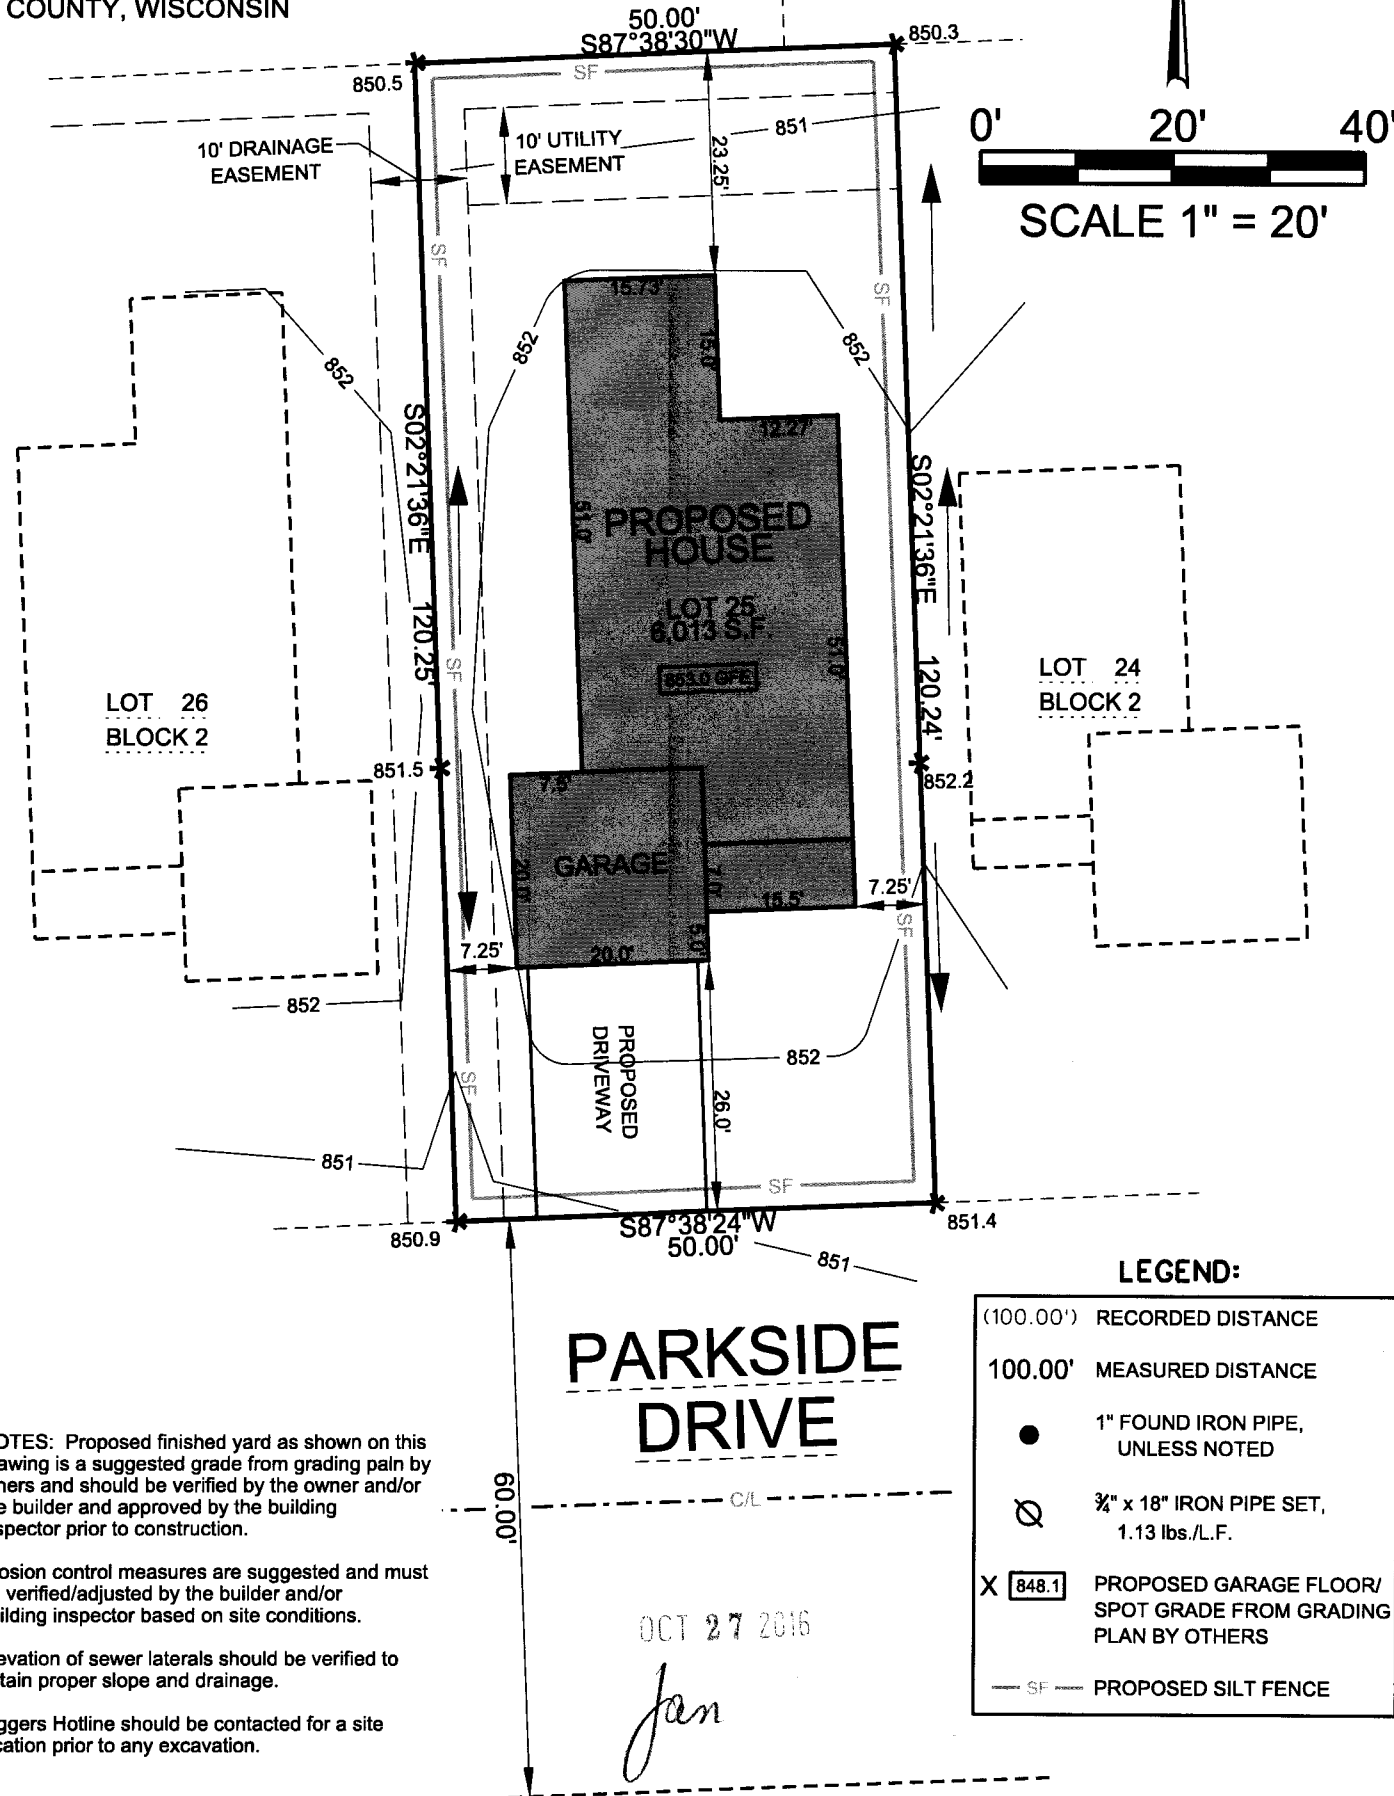 COUNTY, WISCONSIN
50.00'
S87°38'30"W
850.3
850.5
SF
0' 20' 40'
SCALE 1" = 20'
10' DRAINAGE
EASEMENT
10' UTILITY
EASEMENT
851
23.25'
SF
SF
15.73'
15.0'
852
852
852
12.27'
S02°21'36"E 120.25'
S02°21'36"E 120.24'
51.0'
PROPOSED
HOUSE
LOT 25
6,013 S.F.
853.0 GFE
51.0'
SF
LOT 26
BLOCK 2
LOT 24
BLOCK 2
851.5
852.2
7.5'
GARAGE
20.0'
7.0'
15.5'
7.25'
SF
5.0'
20.0'
7.25'
852
PROPOSED
DRIVEWAY
852
26.0'
SF
851
SF
850.9
S87°38'24"W
50.00'
851.4
851
PARKSIDE
DRIVE
60.00'
C/L
LEGEND:
(100.00') RECORDED DISTANCE
100.00' MEASURED DISTANCE
1" FOUND IRON PIPE,
UNLESS NOTED
¾" x 18" IRON PIPE SET,
1.13 lbs./L.F.
X 848.1 PROPOSED GARAGE FLOOR/
SPOT GRADE FROM GRADING
PLAN BY OTHERS
SF PROPOSED SILT FENCE
OTES: Proposed finished yard as shown on this
awing is a suggested grade from grading paln by
hers and should be verified by the owner and/or
e builder and approved by the building
spector prior to construction.
osion control measures are suggested and must
verified/adjusted by the builder and/or
ilding inspector based on site conditions.
evation of sewer laterals should be verified to
tain proper slope and drainage.
ggers Hotline should be contacted for a site
cation prior to any excavation.
OCT 27 2016
Jan